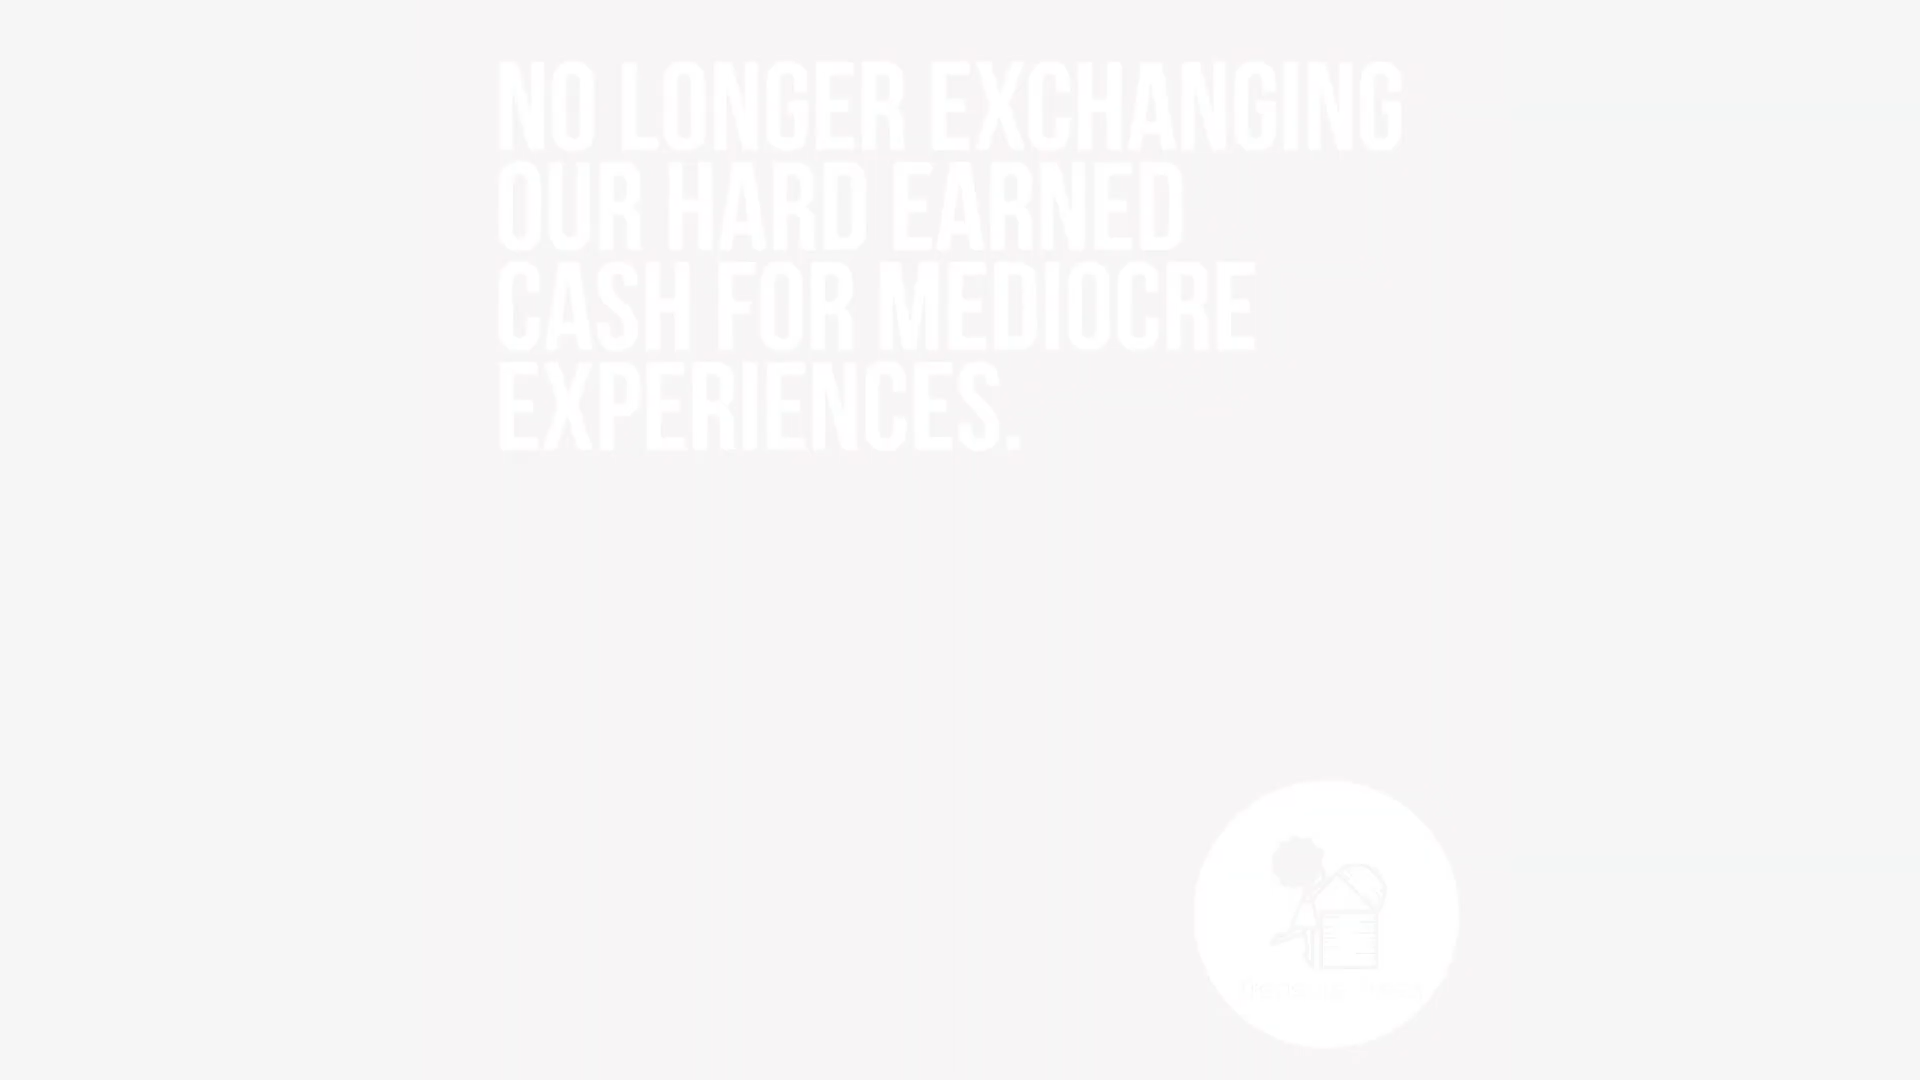 NO LONGER EXCHANGING
OUR HARD EARNED
CASH FOR MEDIOCRE
EXPERIENCES.